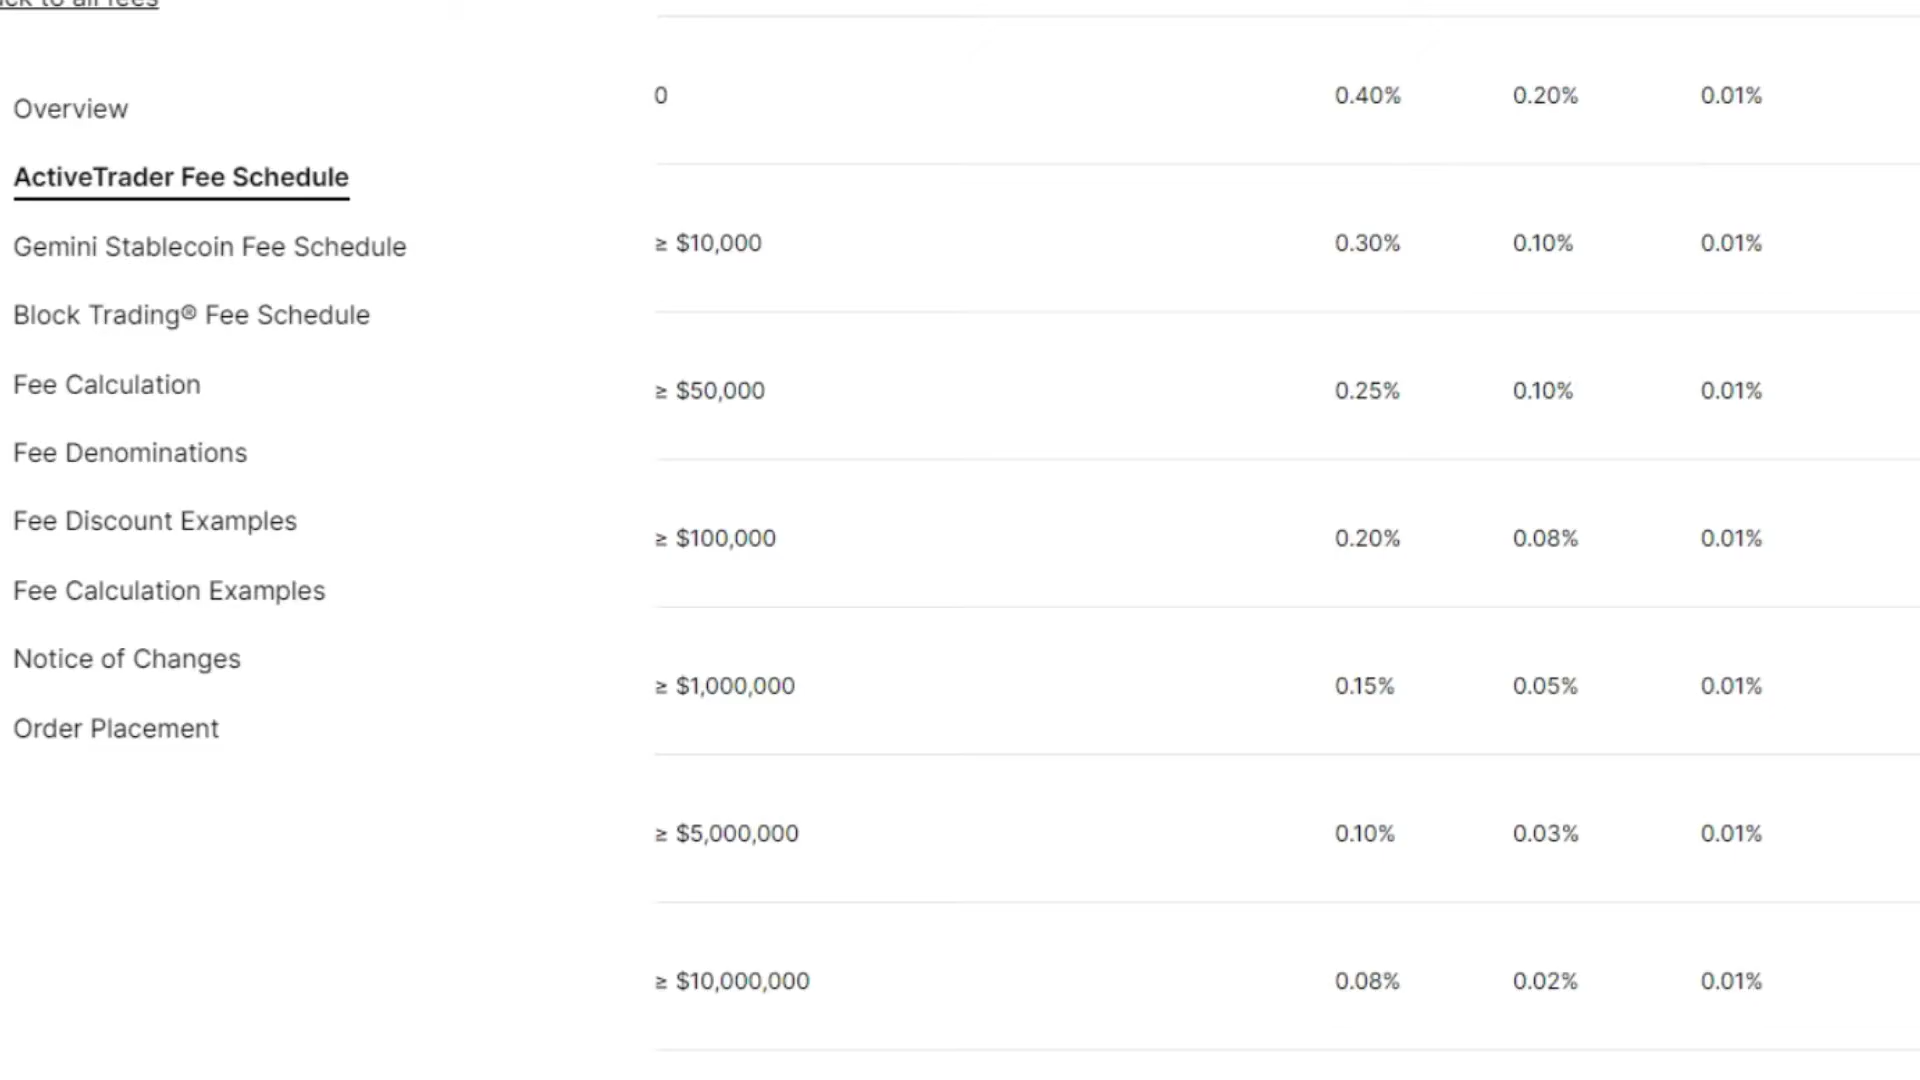 to all fees
Overview
ActiveTrader Fee Schedule
Gemini Stablecoin Fee Schedule
Block Trading® Fee Schedule
Fee Calculation
Fee Denominations
Fee Discount Examples
Fee Calculation Examples
Notice of Changes
Order Placement
0 0.40% 0.20% 0.01%
≥ $10,000 0.30% 0.10% 0.01%
≥ $50,000 0.25% 0.10% 0.01%
≥ $100,000 0.20% 0.08% 0.01%
≥ $1,000,000 0.15% 0.05% 0.01%
≥ $5,000,000 0.10% 0.03% 0.01%
≥ $10,000,000 0.08% 0.02% 0.01%